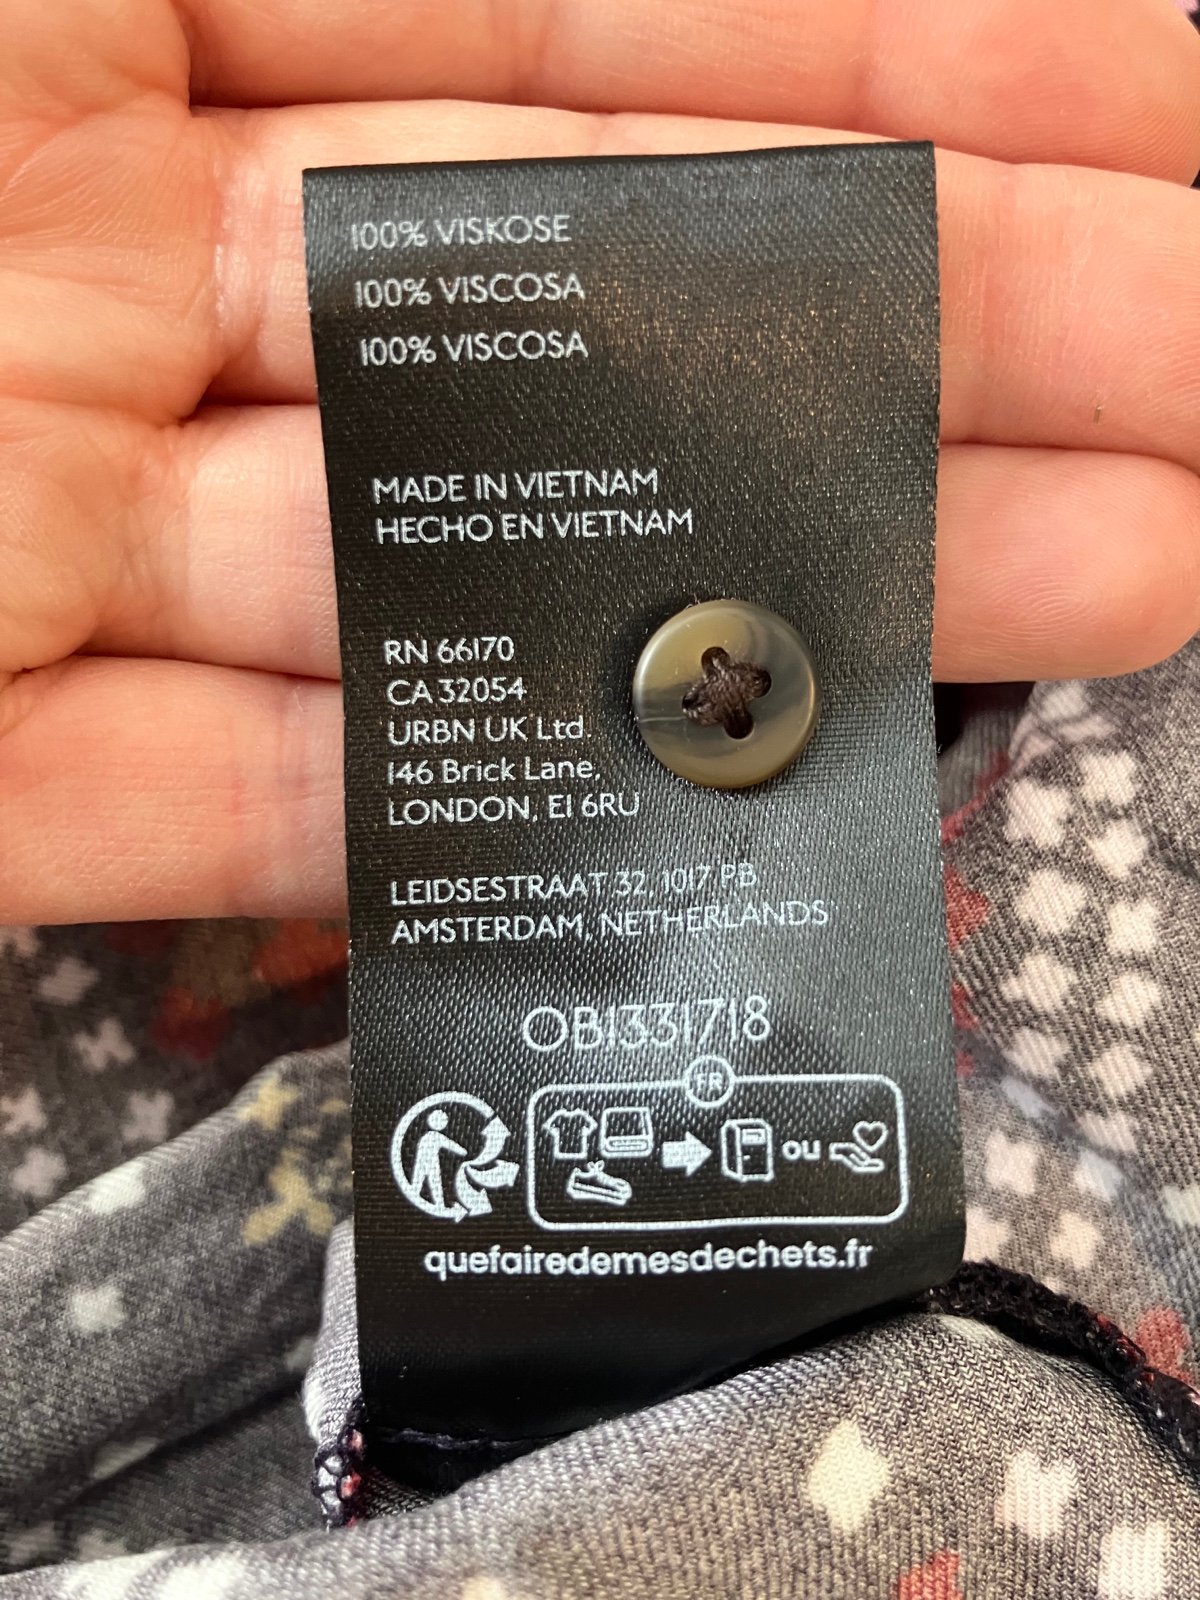 100% VISKOSE
100% VISCOSA
100% VISCOSA
MADE IN VIETNAM
HECHO EN VIETNAM
RN 66170
CA 32054
URBN UK Ltd.
146 Brick Lane,
LONDON, E1 6RU
LEIDSESTRAAT 32, 1017 PB
AMSTERDAM, NETHERLANDS
OB1331718
FR
ou
quefairedemesdechets.fr